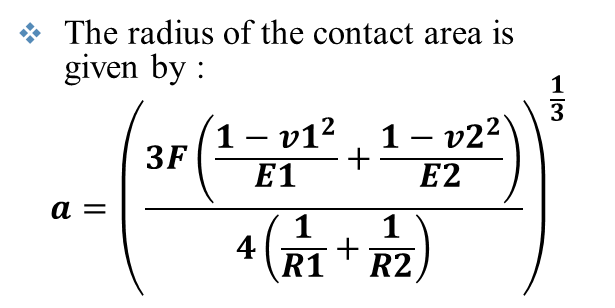 ❖ The radius of the contact area is
given by :
a = ( 3F ( (1 − v1²)/E1 + (1 − v2²)/E2 ) / 4 ( 1/R1 + 1/R2 ) )^(1/3)